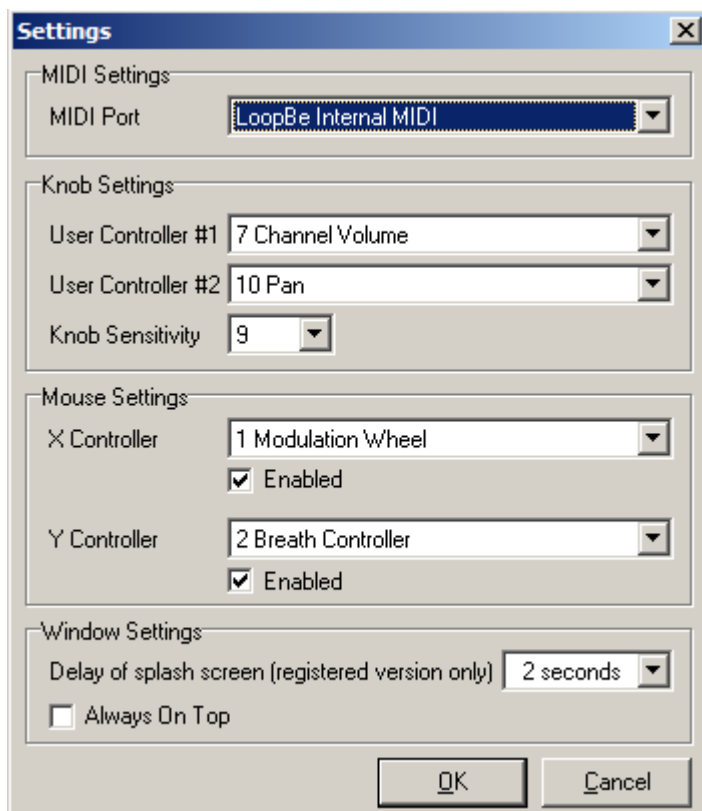 Settings
MIDI Settings
MIDI Port LoopBe Internal MIDI
Knob Settings
User Controller #1 7 Channel Volume
User Controller #2 10 Pan
Knob Sensitivity 9
Mouse Settings
X Controller 1 Modulation Wheel
Enabled
Y Controller 2 Breath Controller
Enabled
Window Settings
Delay of splash screen (registered version only) 2 seconds
Always On Top
OK Cancel